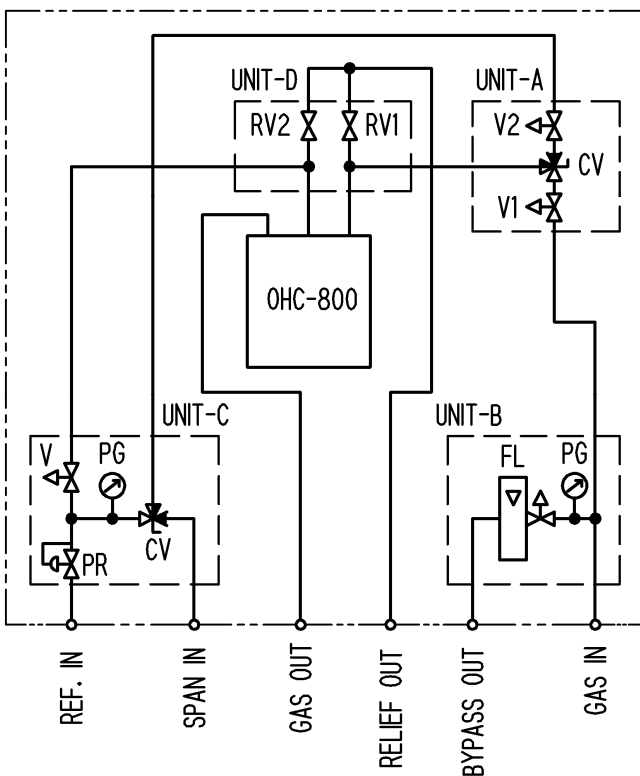 UNIT-D
UNIT-A
RV2
RV1
V2
CV
V1
OHC-800
UNIT-C
UNIT-B
V
PG
FL
PG
CV
PR
REF. IN
SPAN IN
GAS OUT
RELIEF OUT
BYPASS OUT
GAS IN